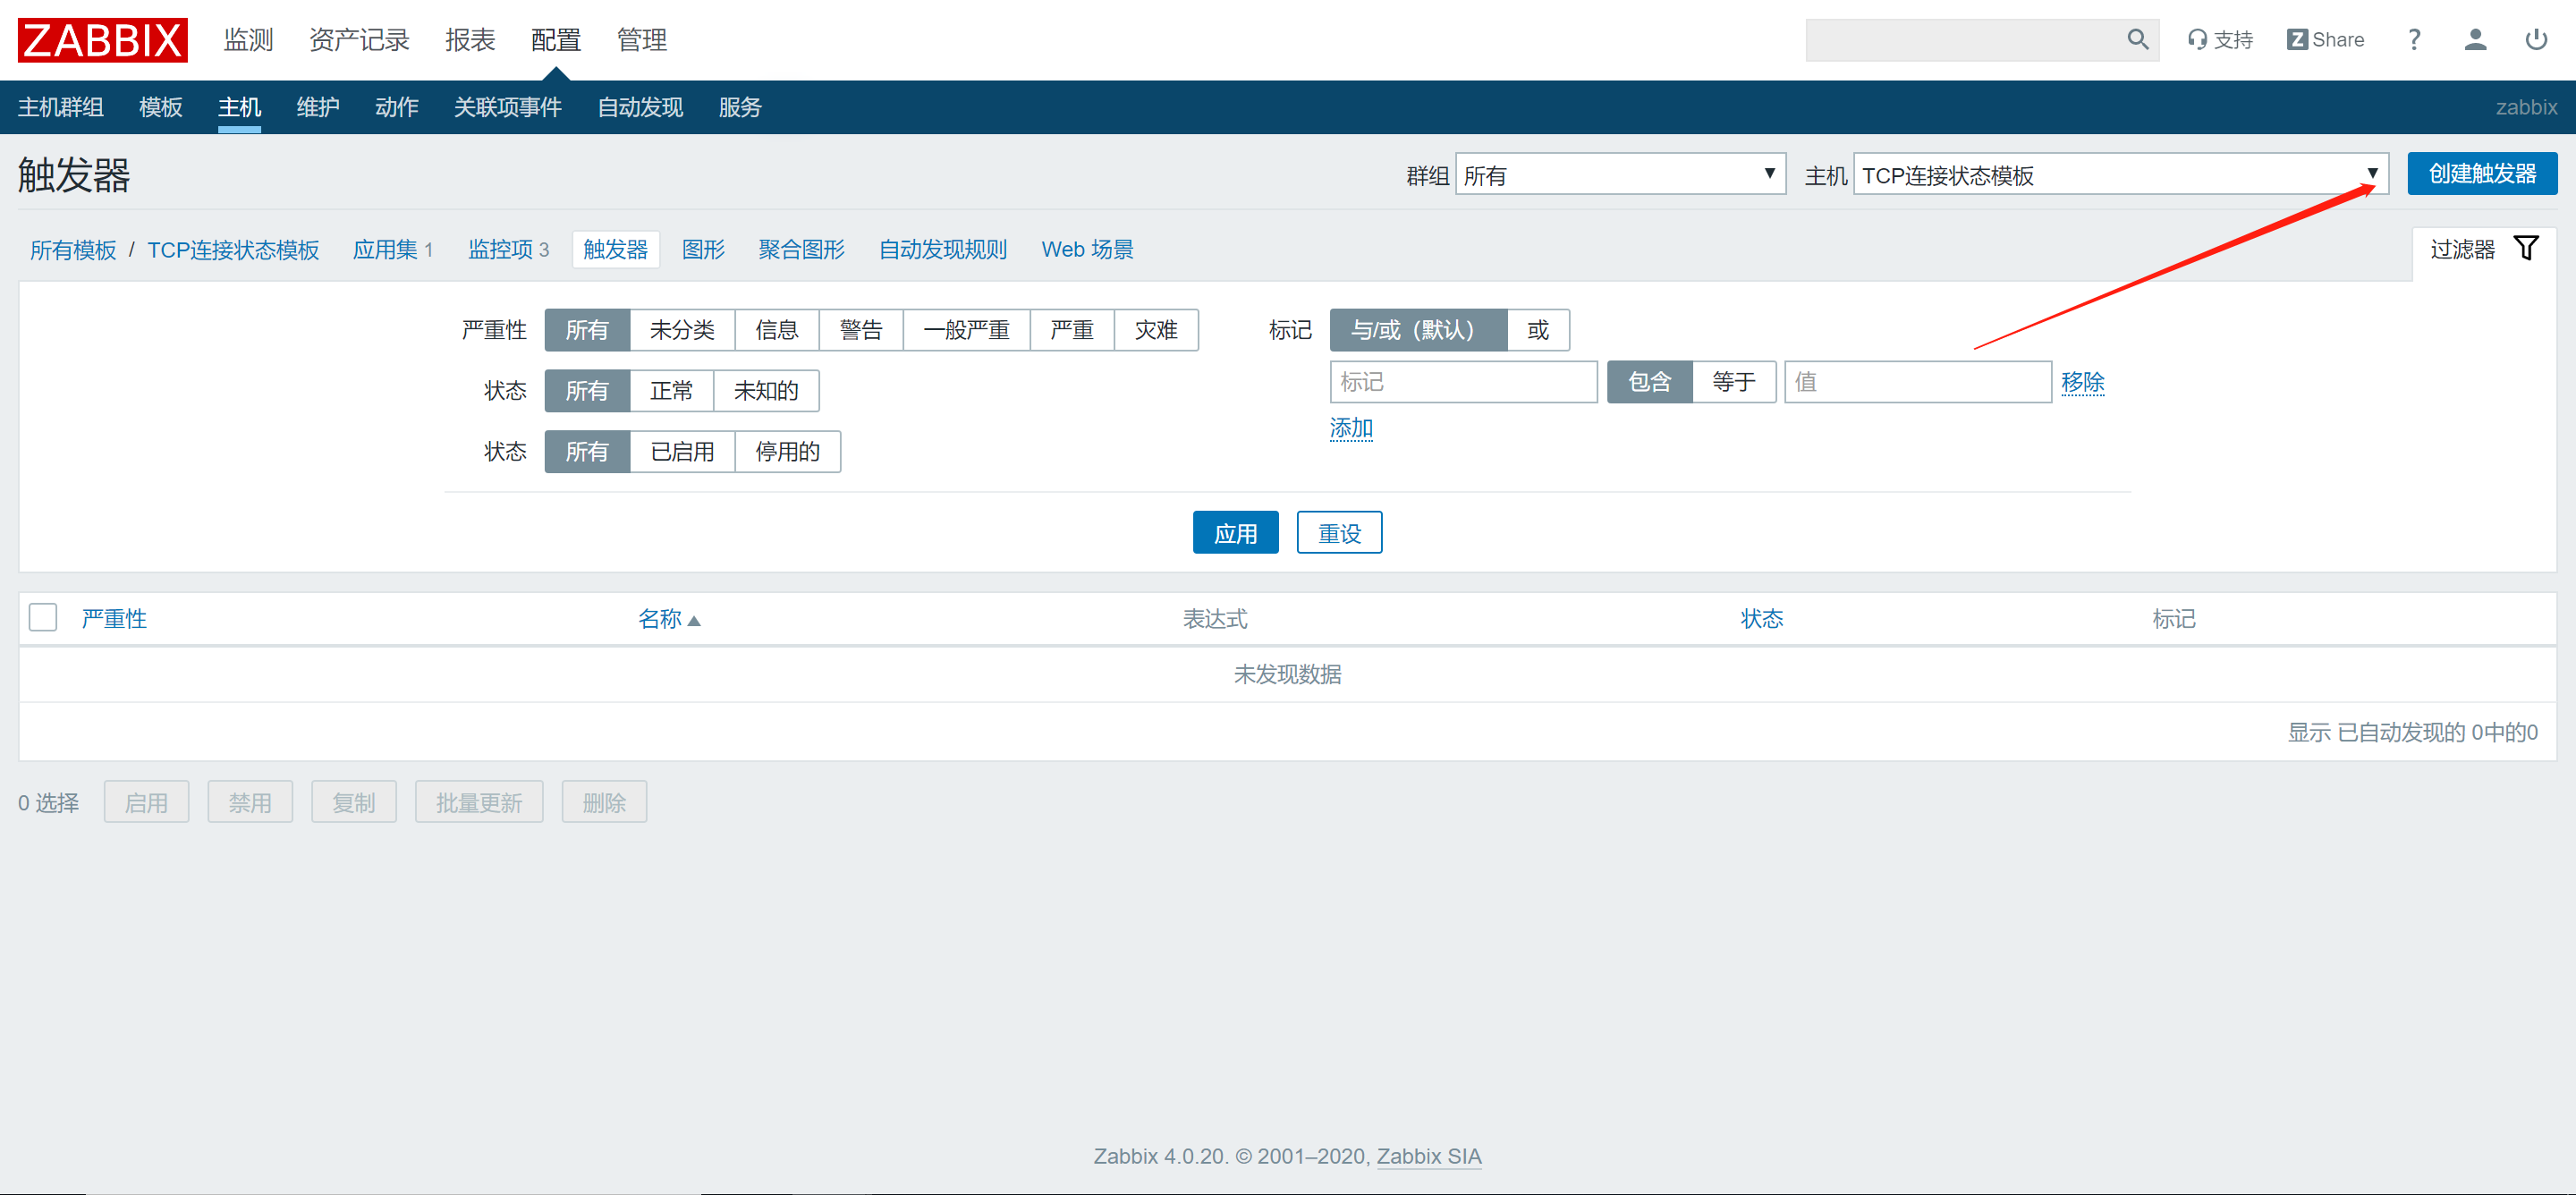 ZABBIX 监测 资产记录 报表 配置 管理 支持 Z Share ?
主机群组 模板 主机 维护 动作 关联项事件 自动发现 服务 zabbix
触发器 群组 所有 主机 TCP连接状态模板 创建触发器
所有模板 / TCP连接状态模板 应用集 1 监控项 3 触发器 图形 聚合图形 自动发现规则 Web 场景 过滤器
严重性 所有 未分类 信息 警告 一般严重 严重 灾难 标记 与/或（默认） 或
标记 包含 等于 值 移除
状态 所有 正常 未知的
添加
状态 所有 已启用 停用的
应用 重设
严重性 名称 表达式 状态 标记
未发现数据
显示 已自动发现的 0中的0
0 选择 启用 禁用 复制 批量更新 删除
Zabbix 4.0.20. © 2001–2020, Zabbix SIA